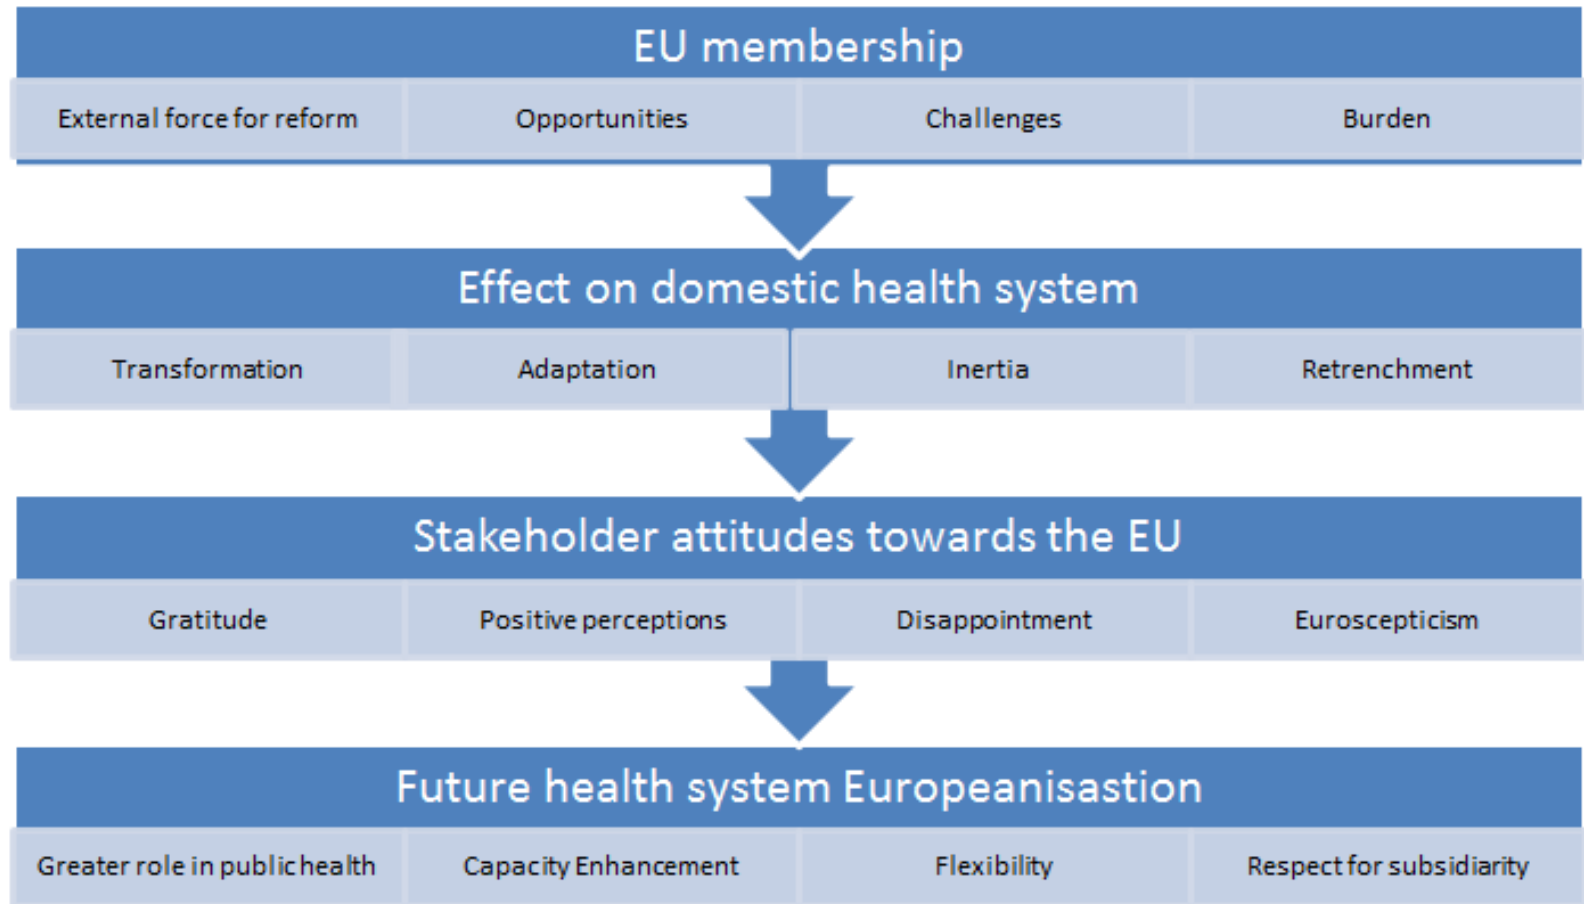 EU membership
External force for reform
Opportunities
Challenges
Burden
Effect on domestic health system
Transformation
Adaptation
Inertia
Retrenchment
Stakeholder attitudes towards the EU
Gratitude
Positive perceptions
Disappointment
Euroscepticism
Future health system Europeanisastion
Greater role in public health
Capacity Enhancement
Flexibility
Respect for subsidiarity